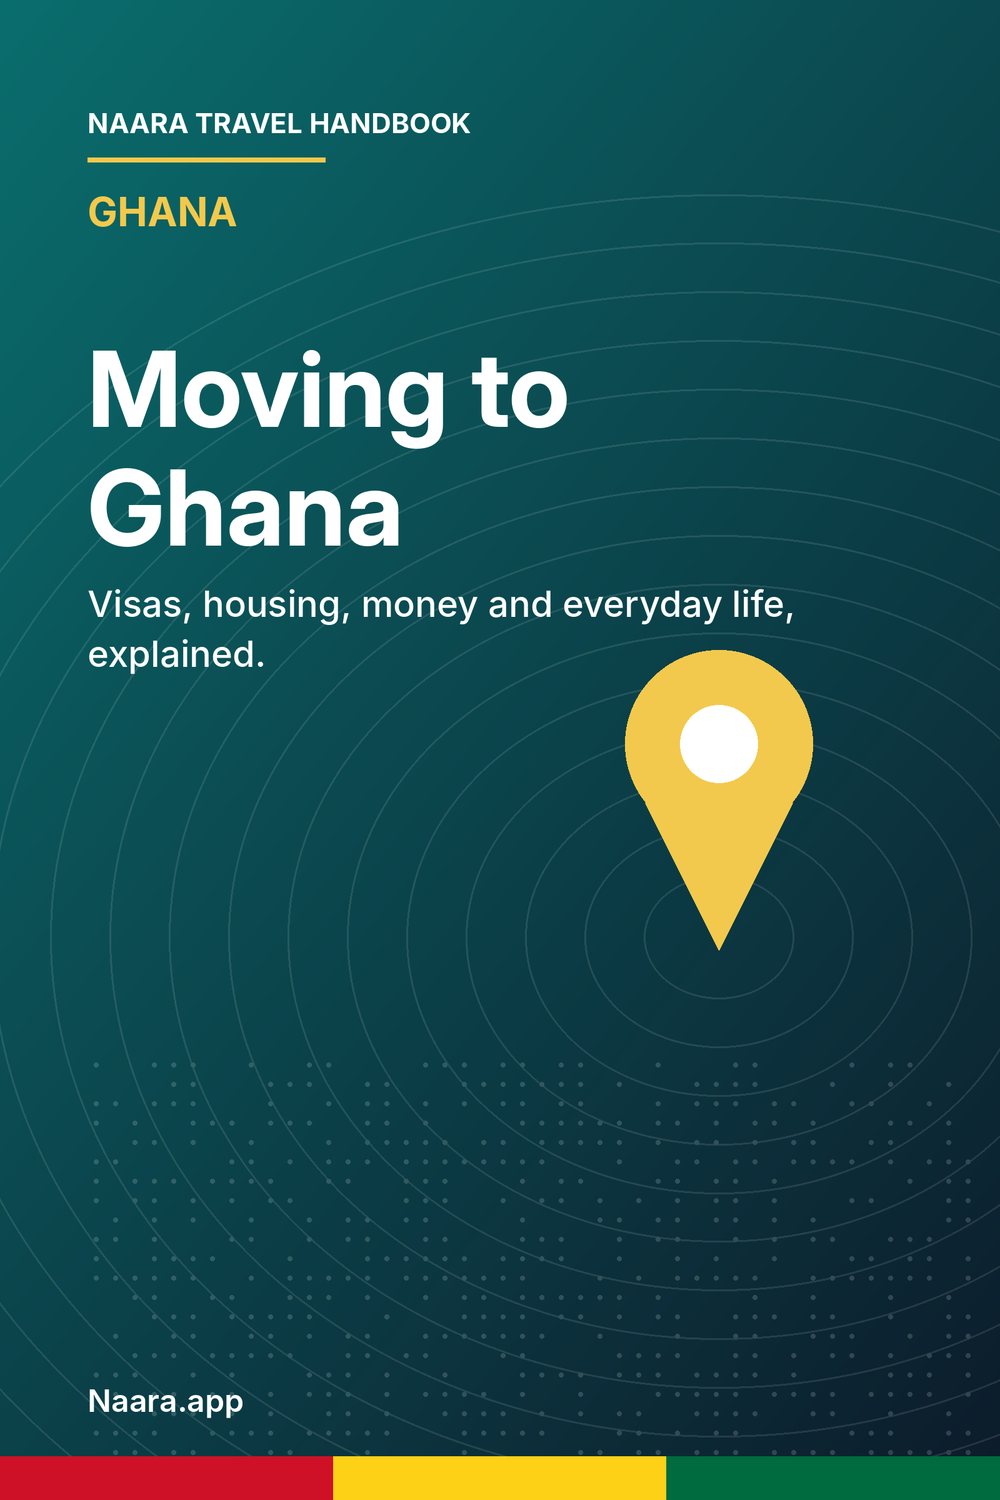 NAARA TRAVEL HANDBOOK
GHANA
Moving to
Ghana
Visas, housing, money and everyday life,
explained.
Naara.app